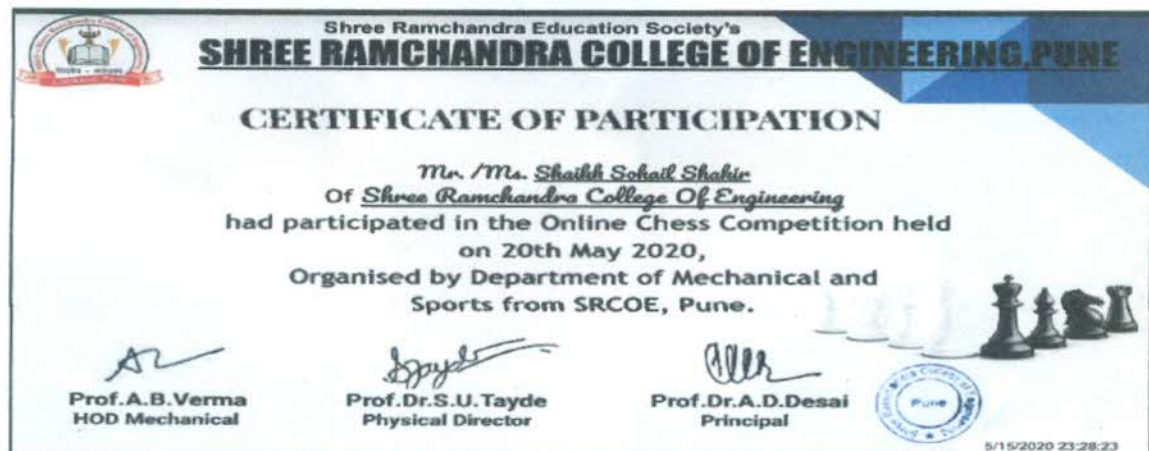 Shree Ramchandra Education Society's
SHREE RAMCHANDRA COLLEGE OF ENGINEERING,PUNE
CERTIFICATE OF PARTICIPATION
Mr. /Ms. Shaikh Sohail Shakir
Of Shree Ramchandra College Of Engineering
had participated in the Online Chess Competition held
on 20th May 2020,
Organised by Department of Mechanical and
Sports from SRCOE, Pune.
Prof.A.B.Verma
HOD Mechanical
Prof.Dr.S.U.Tayde
Physical Director
Prof.Dr.A.D.Desai
Principal
Pune
5/15/2020 23:28:23